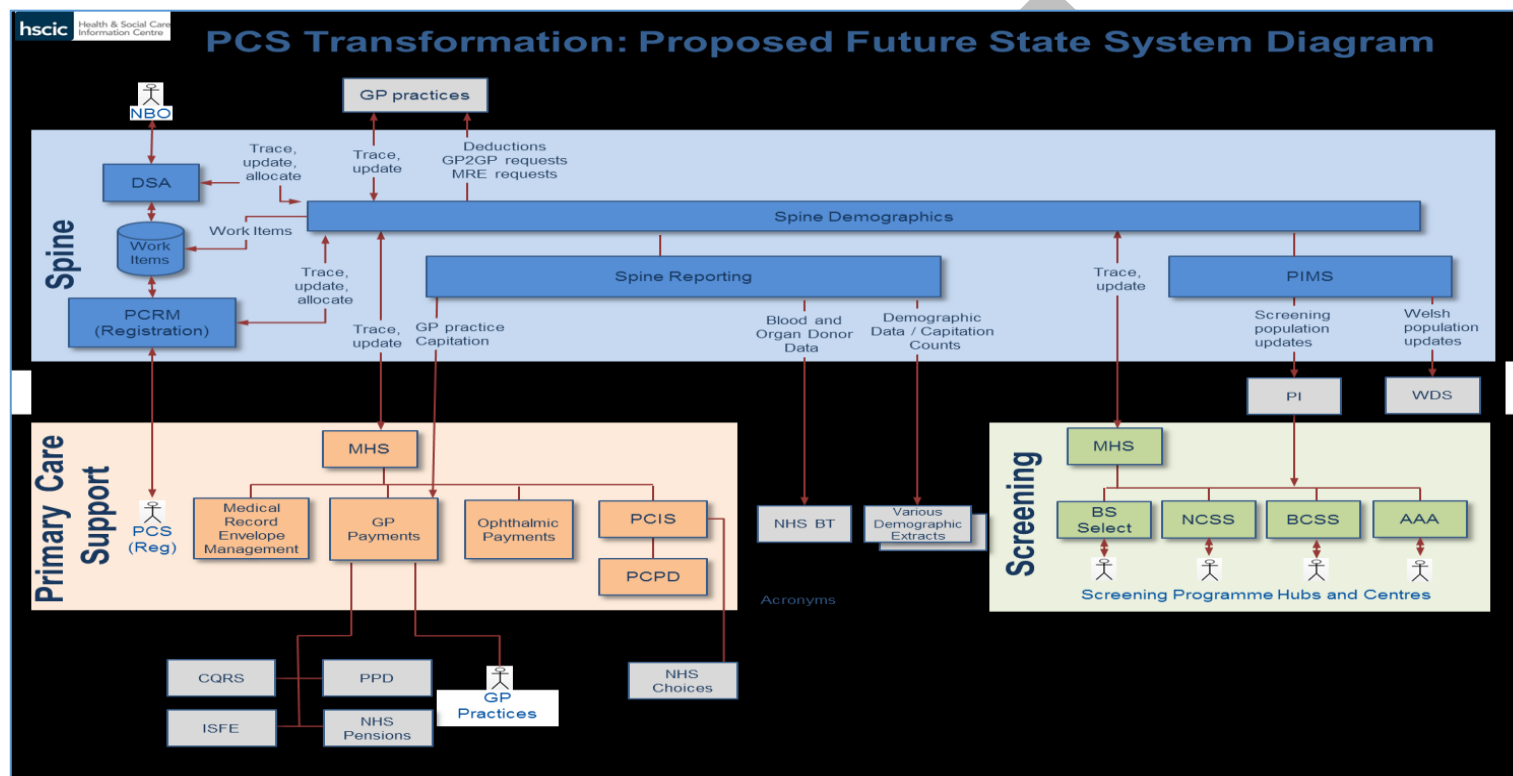 hscic Health & Social Care
Information Centre
PCS Transformation: Proposed Future State System Diagram
NBO
GP practices
Spine
DSA
Trace,
update,
allocate
Trace,
update
Deductions
GP2GP requests
MRE requests
Spine Demographics
Work Items
Work
Items
Trace,
update,
allocate
Spine Reporting
Trace,
update
PIMS
PCRM
(Registration)
Trace,
update
GP practice
Capitation
Blood and
Organ Donor
Data
Demographic
Data / Capitation
Counts
Screening
population
updates
Welsh
population
updates
PI
WDS
Primary Care
Support
MHS
PCS
(Reg)
Medical
Record
Envelope
Management
GP
Payments
Ophthalmic
Payments
PCIS
PCPD
NHS BT
Various
Demographic
Extracts
Screening
MHS
BS
Select
NCSS
BCSS
AAA
Screening Programme Hubs and Centres
Acronyms
CQRS
PPD
GP
Practices
NHS
Choices
ISFE
NHS
Pensions